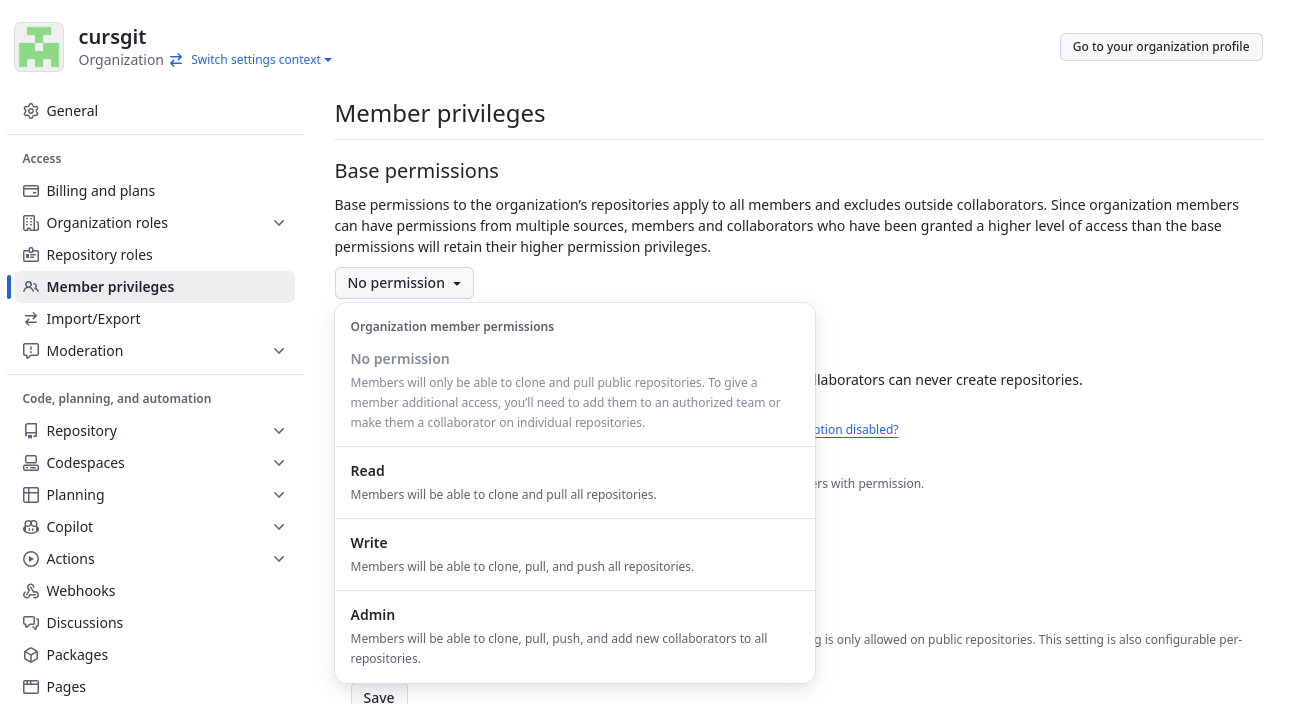 cursgit
Organization Switch settings context
Go to your organization profile
General
Access
Billing and plans
Organization roles
Repository roles
Member privileges
Import/Export
Moderation
Code, planning, and automation
Repository
Codespaces
Planning
Copilot
Actions
Webhooks
Discussions
Packages
Pages
Member privileges
Base permissions
Base permissions to the organization’s repositories apply to all members and excludes outside collaborators. Since organization members
can have permissions from multiple sources, members and collaborators who have been granted a higher level of access than the base
permissions will retain their higher permission privileges.
No permission
Organization member permissions
No permission
Members will only be able to clone and pull public repositories. To give a
member additional access, you’ll need to add them to an authorized team or
make them a collaborator on individual repositories.
Read
Members will be able to clone and pull all repositories.
Write
Members will be able to clone, pull, and push all repositories.
Admin
Members will be able to clone, pull, push, and add new collaborators to all
repositories.
llaborators can never create repositories.
ption disabled?
ers with permission.
g is only allowed on public repositories. This setting is also configurable per-
Save